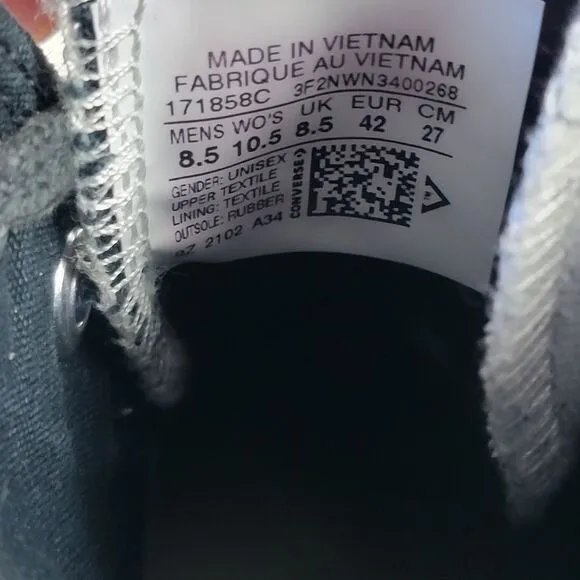 MADE IN VIETNAM
FABRIQUE AU VIETNAM
171858C 3F2NWN3400268
MENS WO'S UK EUR CM
8.5 10.5 8.5 42 27
GENDER: UNISEX
UPPER TEXTILE
LINING: TEXTILE
OUTSOLE: RUBBER
2102 A34
CONVERSE